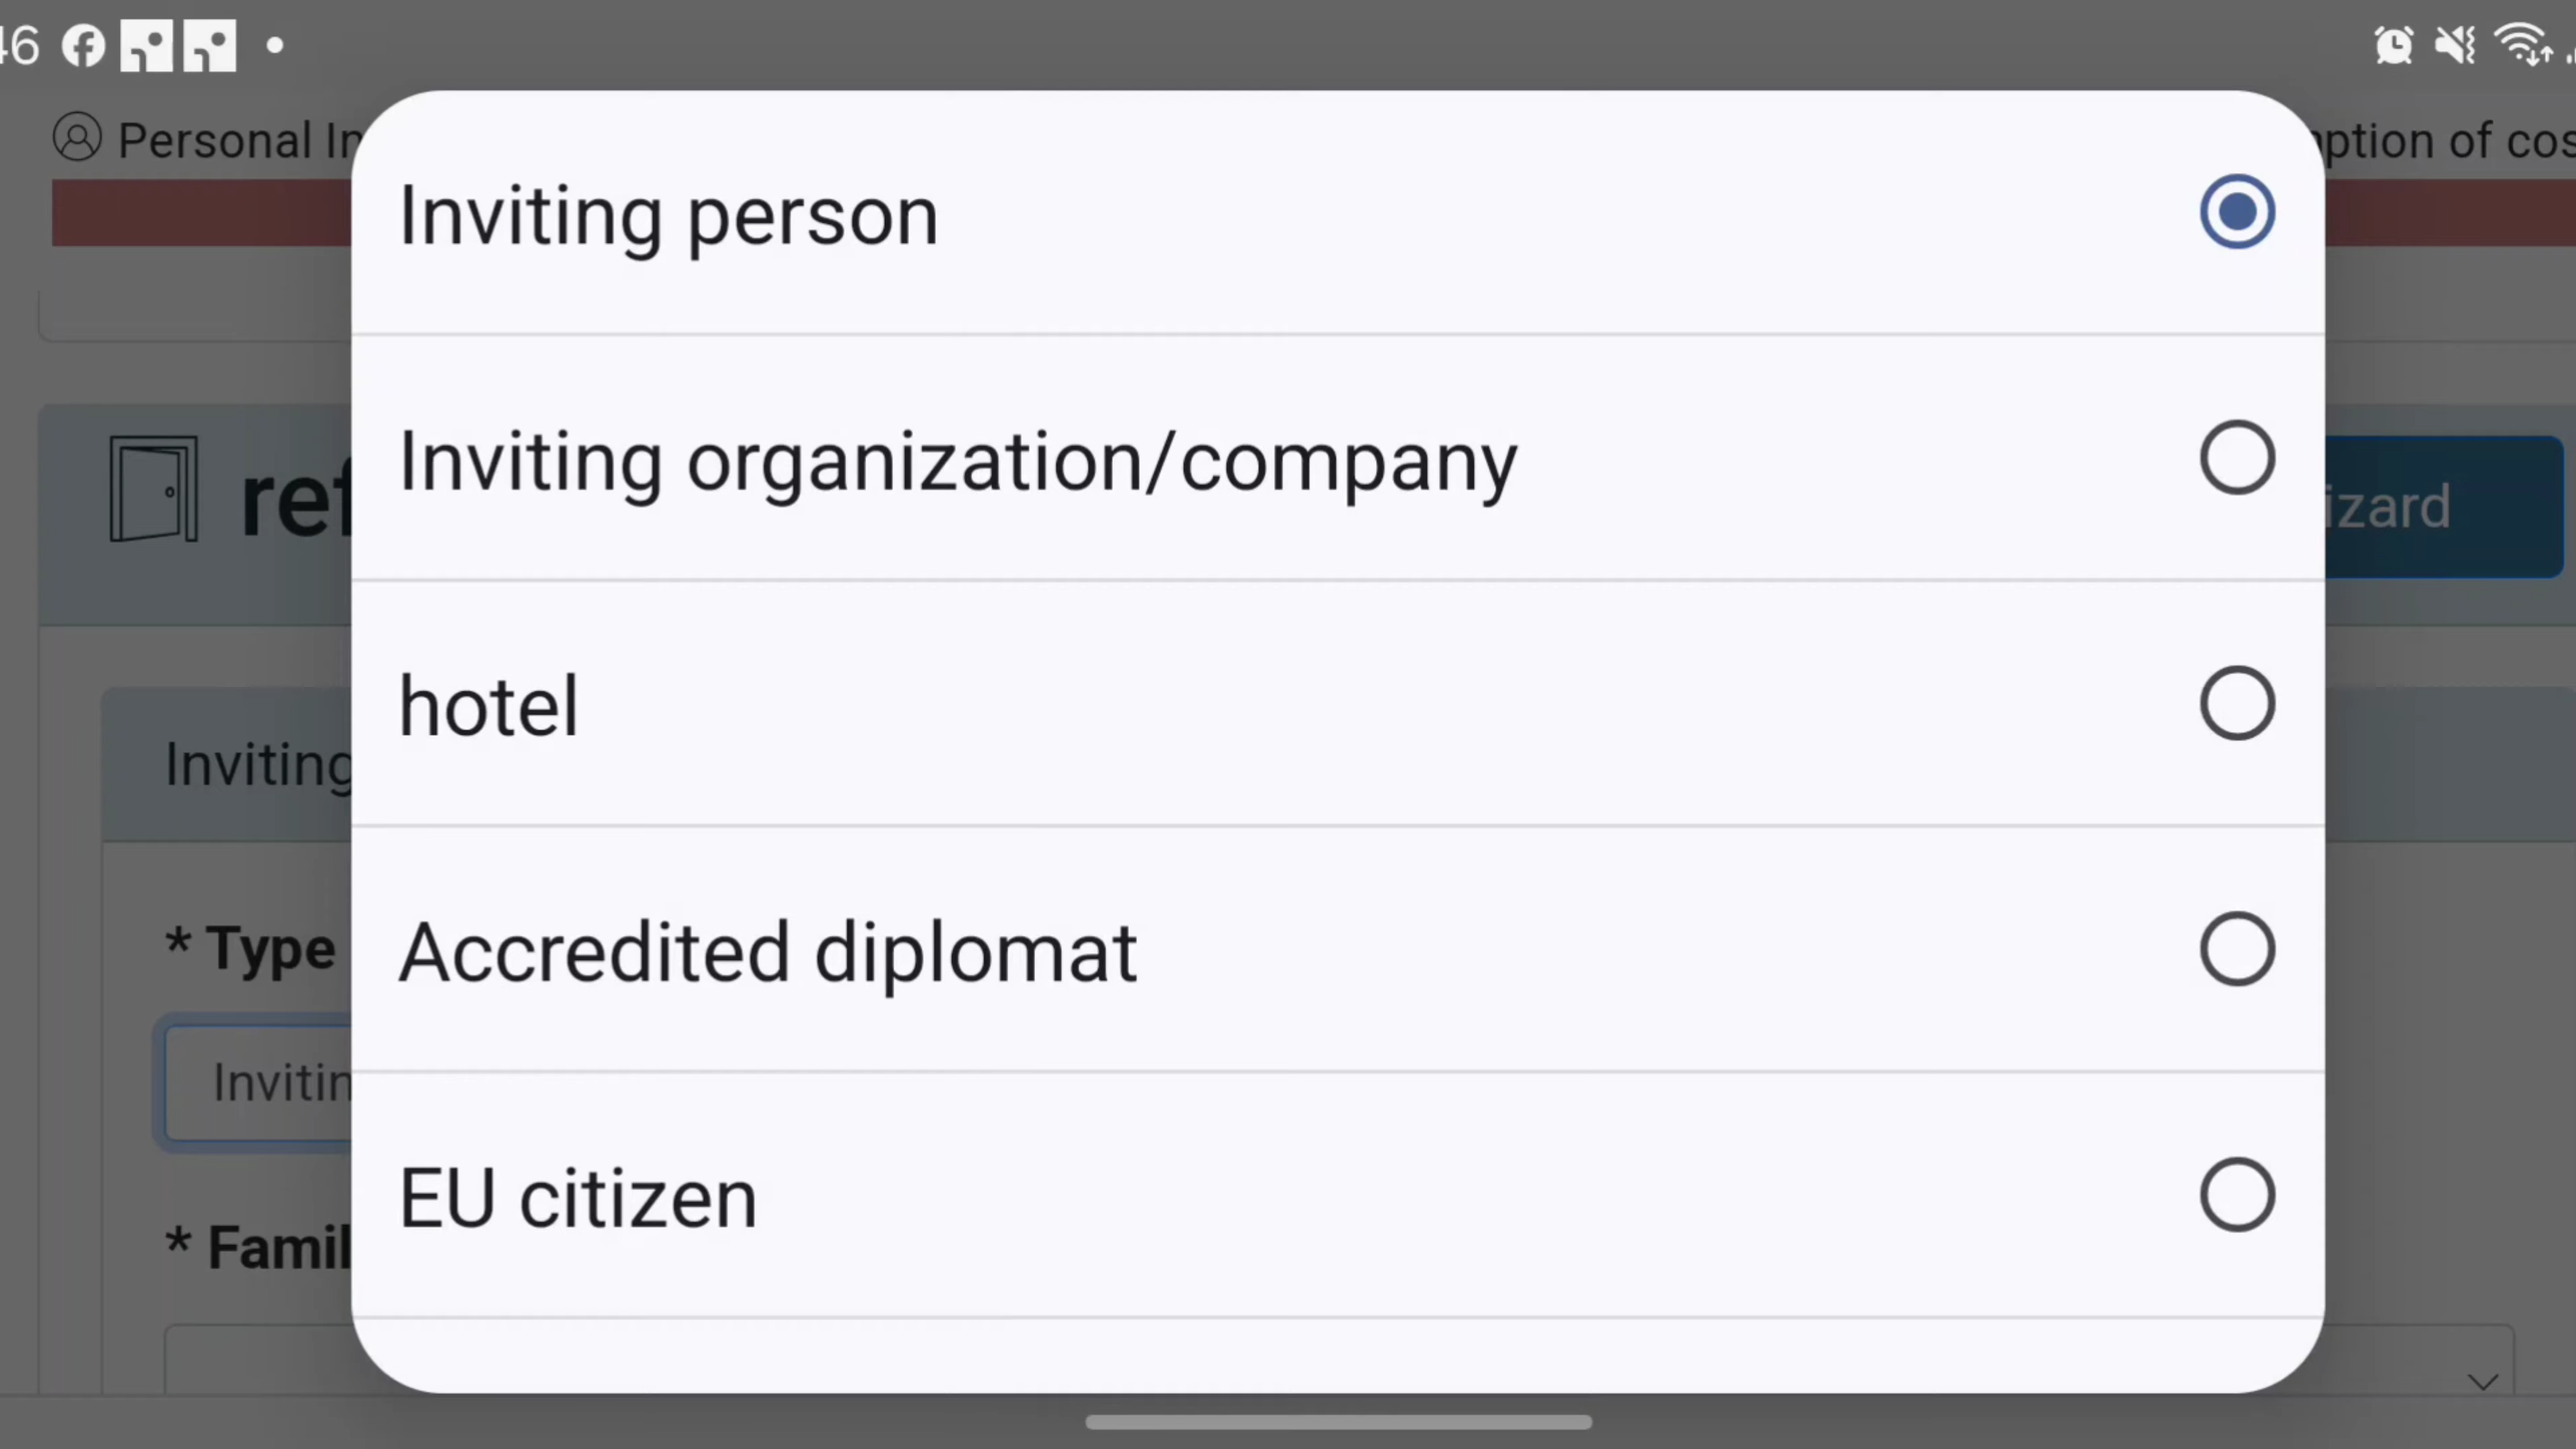 46
Personal In
ption of cos
Inviting person
Inviting organization/company
ref
izard
hotel
Inviting
Accredited diplomat
* Type
Invitin
EU citizen
* Famil